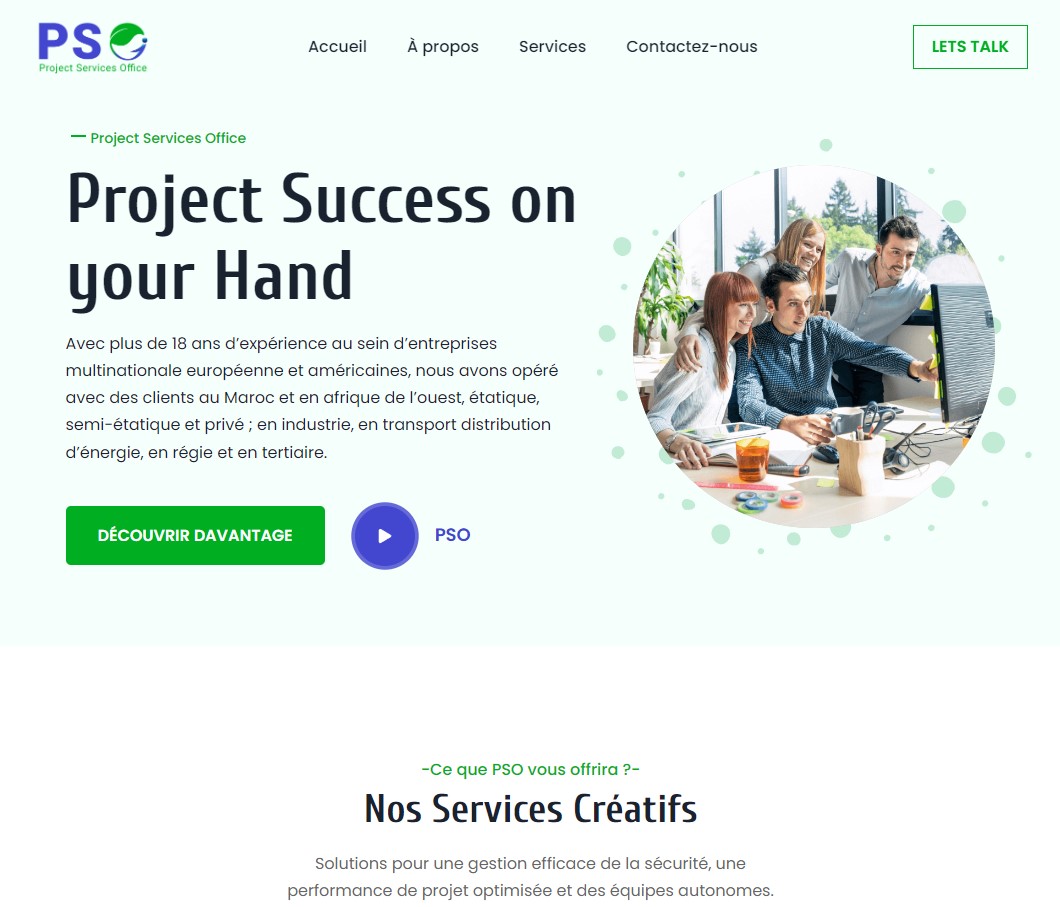 PSO
Project Services Office
Accueil
À propos
Services
Contactez-nous
LETS TALK
Project Services Office
Project Success on
your Hand
Avec plus de 18 ans d’expérience au sein d’entreprises
multinationale européenne et américaines, nous avons opéré
avec des clients au Maroc et en afrique de l’ouest, étatique,
semi-étatique et privé ; en industrie, en transport distribution
d’énergie, en régie et en tertiaire.
DÉCOUVRIR DAVANTAGE
PSO
-Ce que PSO vous offrira ?-
Nos Services Créatifs
Solutions pour une gestion efficace de la sécurité, une
performance de projet optimisée et des équipes autonomes.